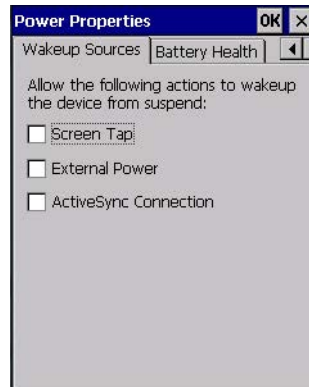 Power Properties OK ×
Wakeup Sources Battery Health
Allow the following actions to wakeup
the device from suspend:
Screen Tap
External Power
ActiveSync Connection